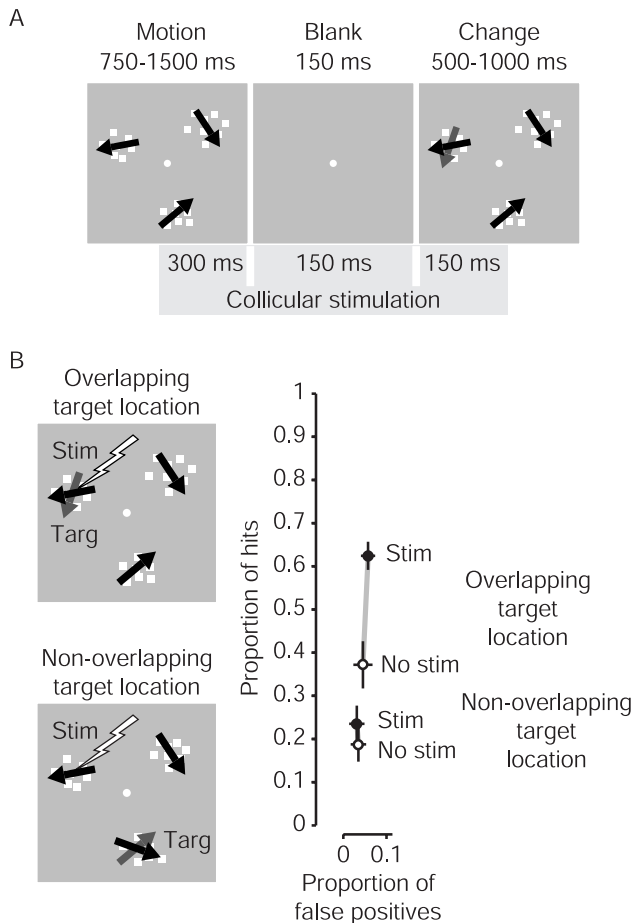 A
Motion
750-1500 ms
Blank
150 ms
Change
500-1000 ms
300 ms
150 ms
150 ms
Collicular stimulation
B
Overlapping
target location
Stim
Targ
Non-overlapping
target location
Stim
Targ
Proportion of hits
1
0.9
0.8
0.7
0.6
0.5
0.4
0.3
0.2
0.1
0
Stim
No stim
Overlapping
target
location
Stim
No stim
Non-overlapping
target
location
0
0.1
Proportion of
false positives